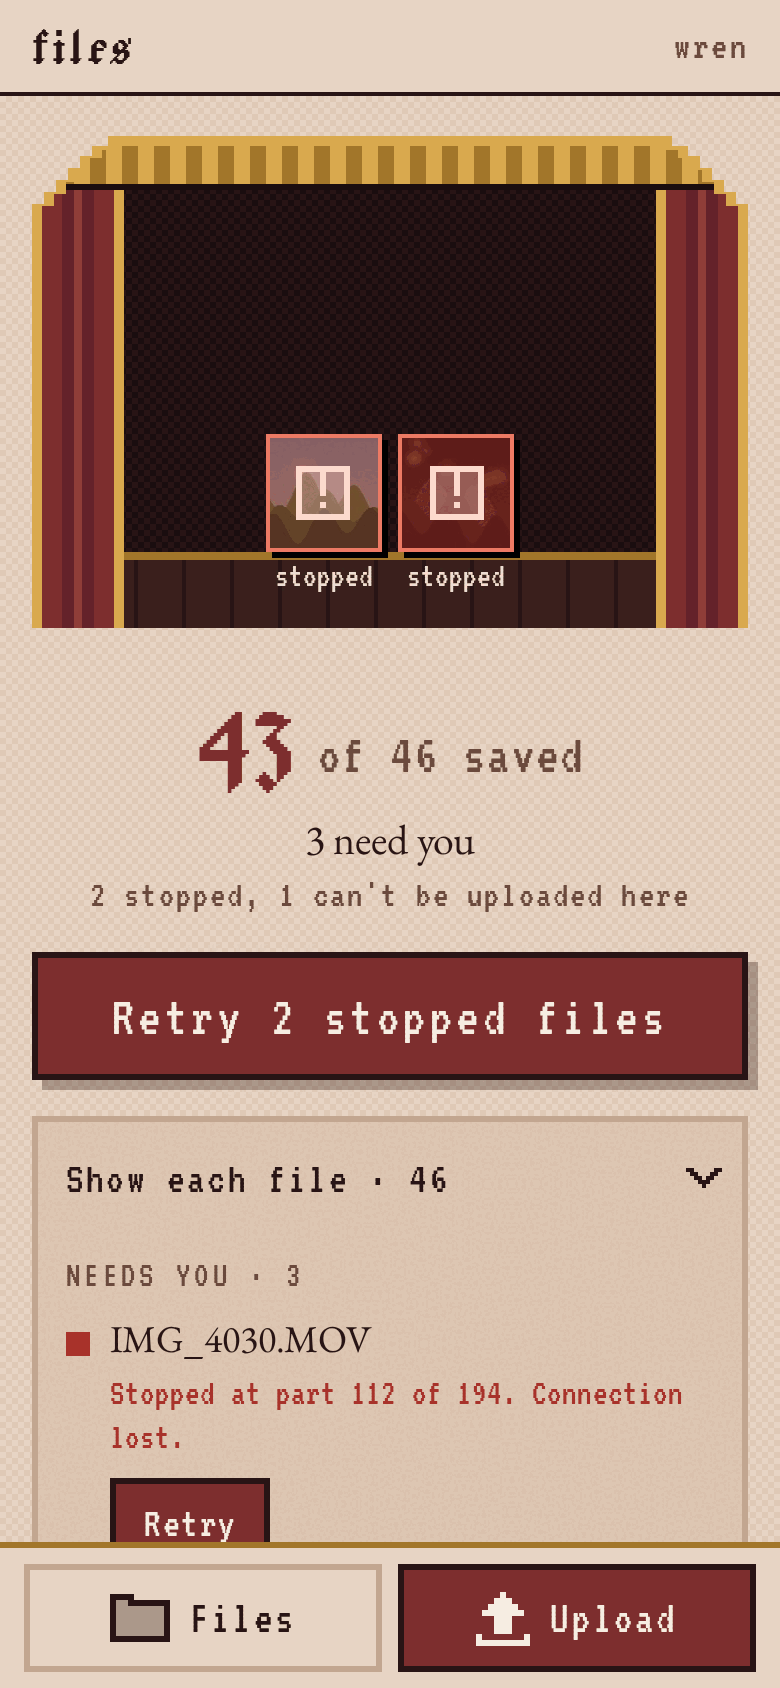 files
wren
!
!
stopped
stopped
43 of 46 saved
3 need you
2 stopped, 1 can't be uploaded here
Retry 2 stopped files
Show each file · 46
NEEDS YOU · 3
IMG_4030.MOV
Stopped at part 112 of 194. Connection
lost.
Retry
Files
Upload